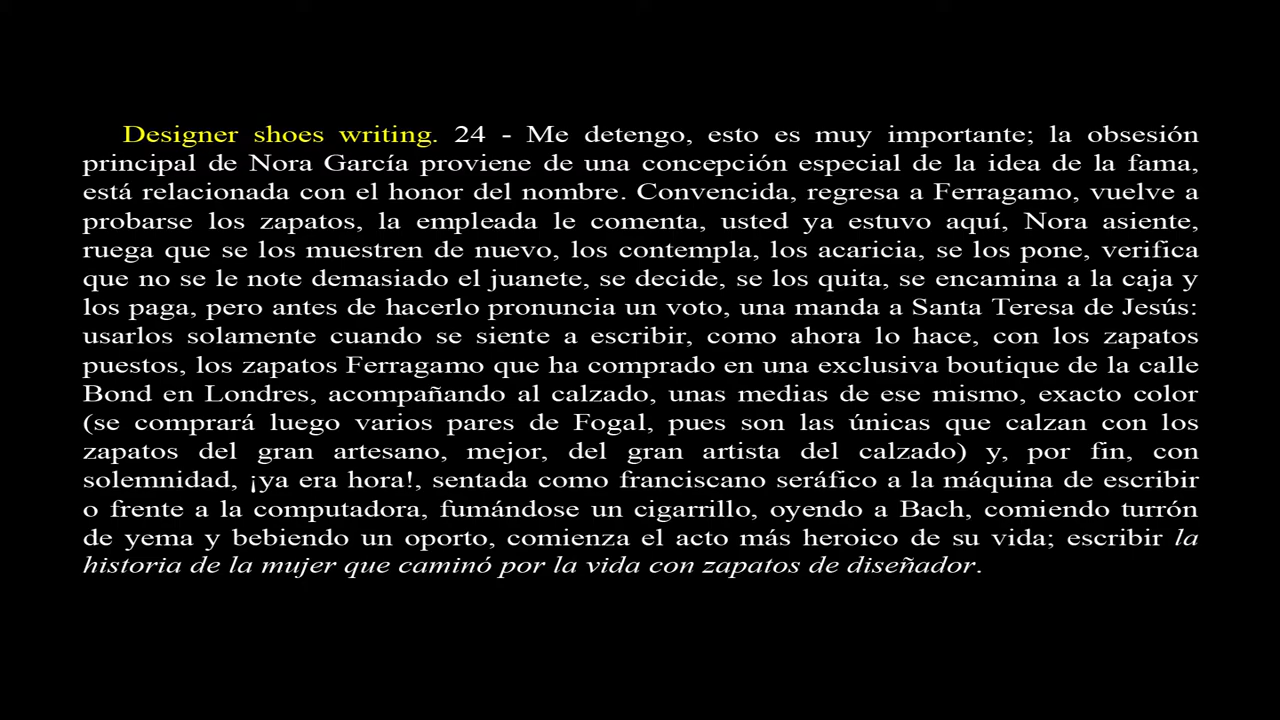 Designer shoes writing. 24 - Me detengo, esto es muy importante; la obsesión
principal de Nora García proviene de una concepción especial de la idea de la fama,
está relacionada con el honor del nombre. Convencida, regresa a Ferragamo, vuelve a
probarse los zapatos, la empleada le comenta, usted ya estuvo aquí, Nora asiente,
ruega que se los muestren de nuevo, los contempla, los acaricia, se los pone, verifica
que no se le note demasiado el juanete, se decide, se los quita, se encamina a la caja y
los paga, pero antes de hacerlo pronuncia un voto, una manda a Santa Teresa de Jesús:
usarlos solamente cuando se siente a escribir, como ahora lo hace, con los zapatos
puestos, los zapatos Ferragamo que ha comprado en una exclusiva boutique de la calle
Bond en Londres, acompañando al calzado, unas medias de ese mismo, exacto color
(se comprará luego varios pares de Fogal, pues son las únicas que calzan con los
zapatos del gran artesano, mejor, del gran artista del calzado) y, por fin, con
solemnidad, ¡ya era hora!, sentada como franciscano seráfico a la máquina de escribir
o frente a la computadora, fumándose un cigarrillo, oyendo a Bach, comiendo turrón
de yema y bebiendo un oporto, comienza el acto más heroico de su vida; escribir la
historia de la mujer que caminó por la vida con zapatos de diseñador.